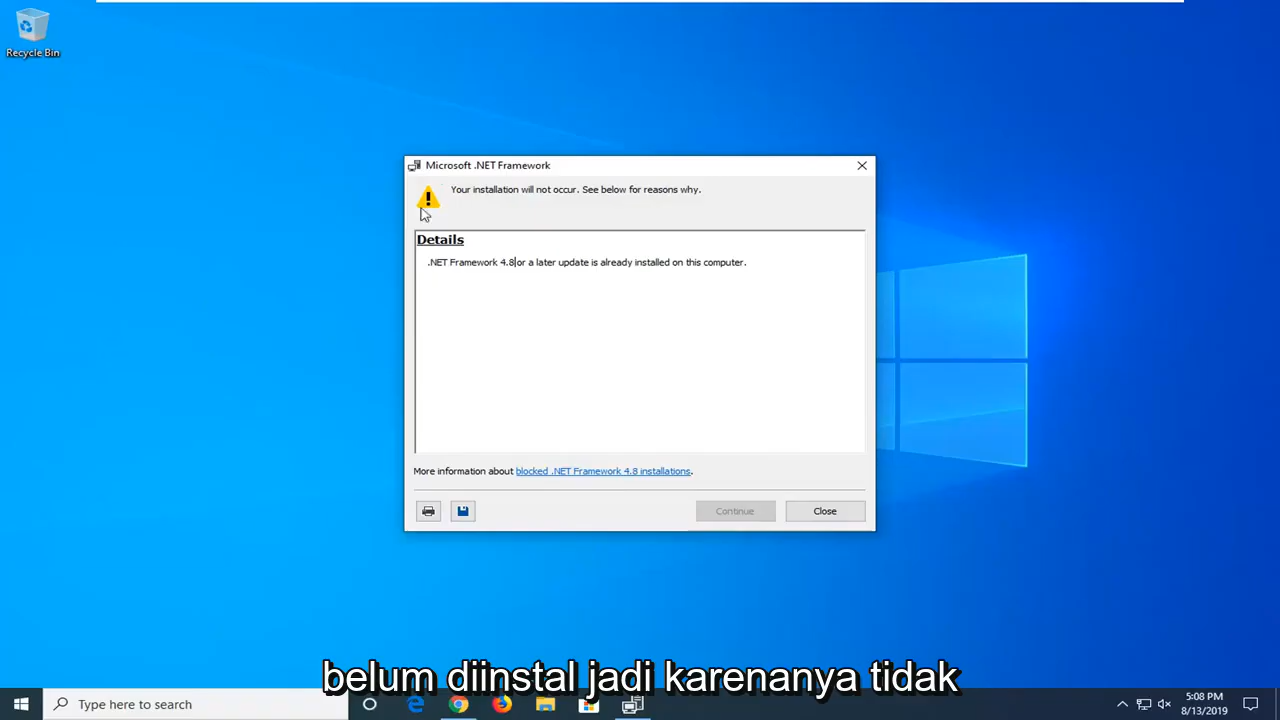 Recycle Bin
Microsoft .NET Framework
Your installation will not occur. See below for reasons why.
Details
.NET Framework 4.8 or a later update is already installed on this computer.
More information about blocked .NET Framework 4.8 installations.
Continue
Close
belum diinstal jadi karenanya tidak
Type here to search
5:08 PM
8/13/2019